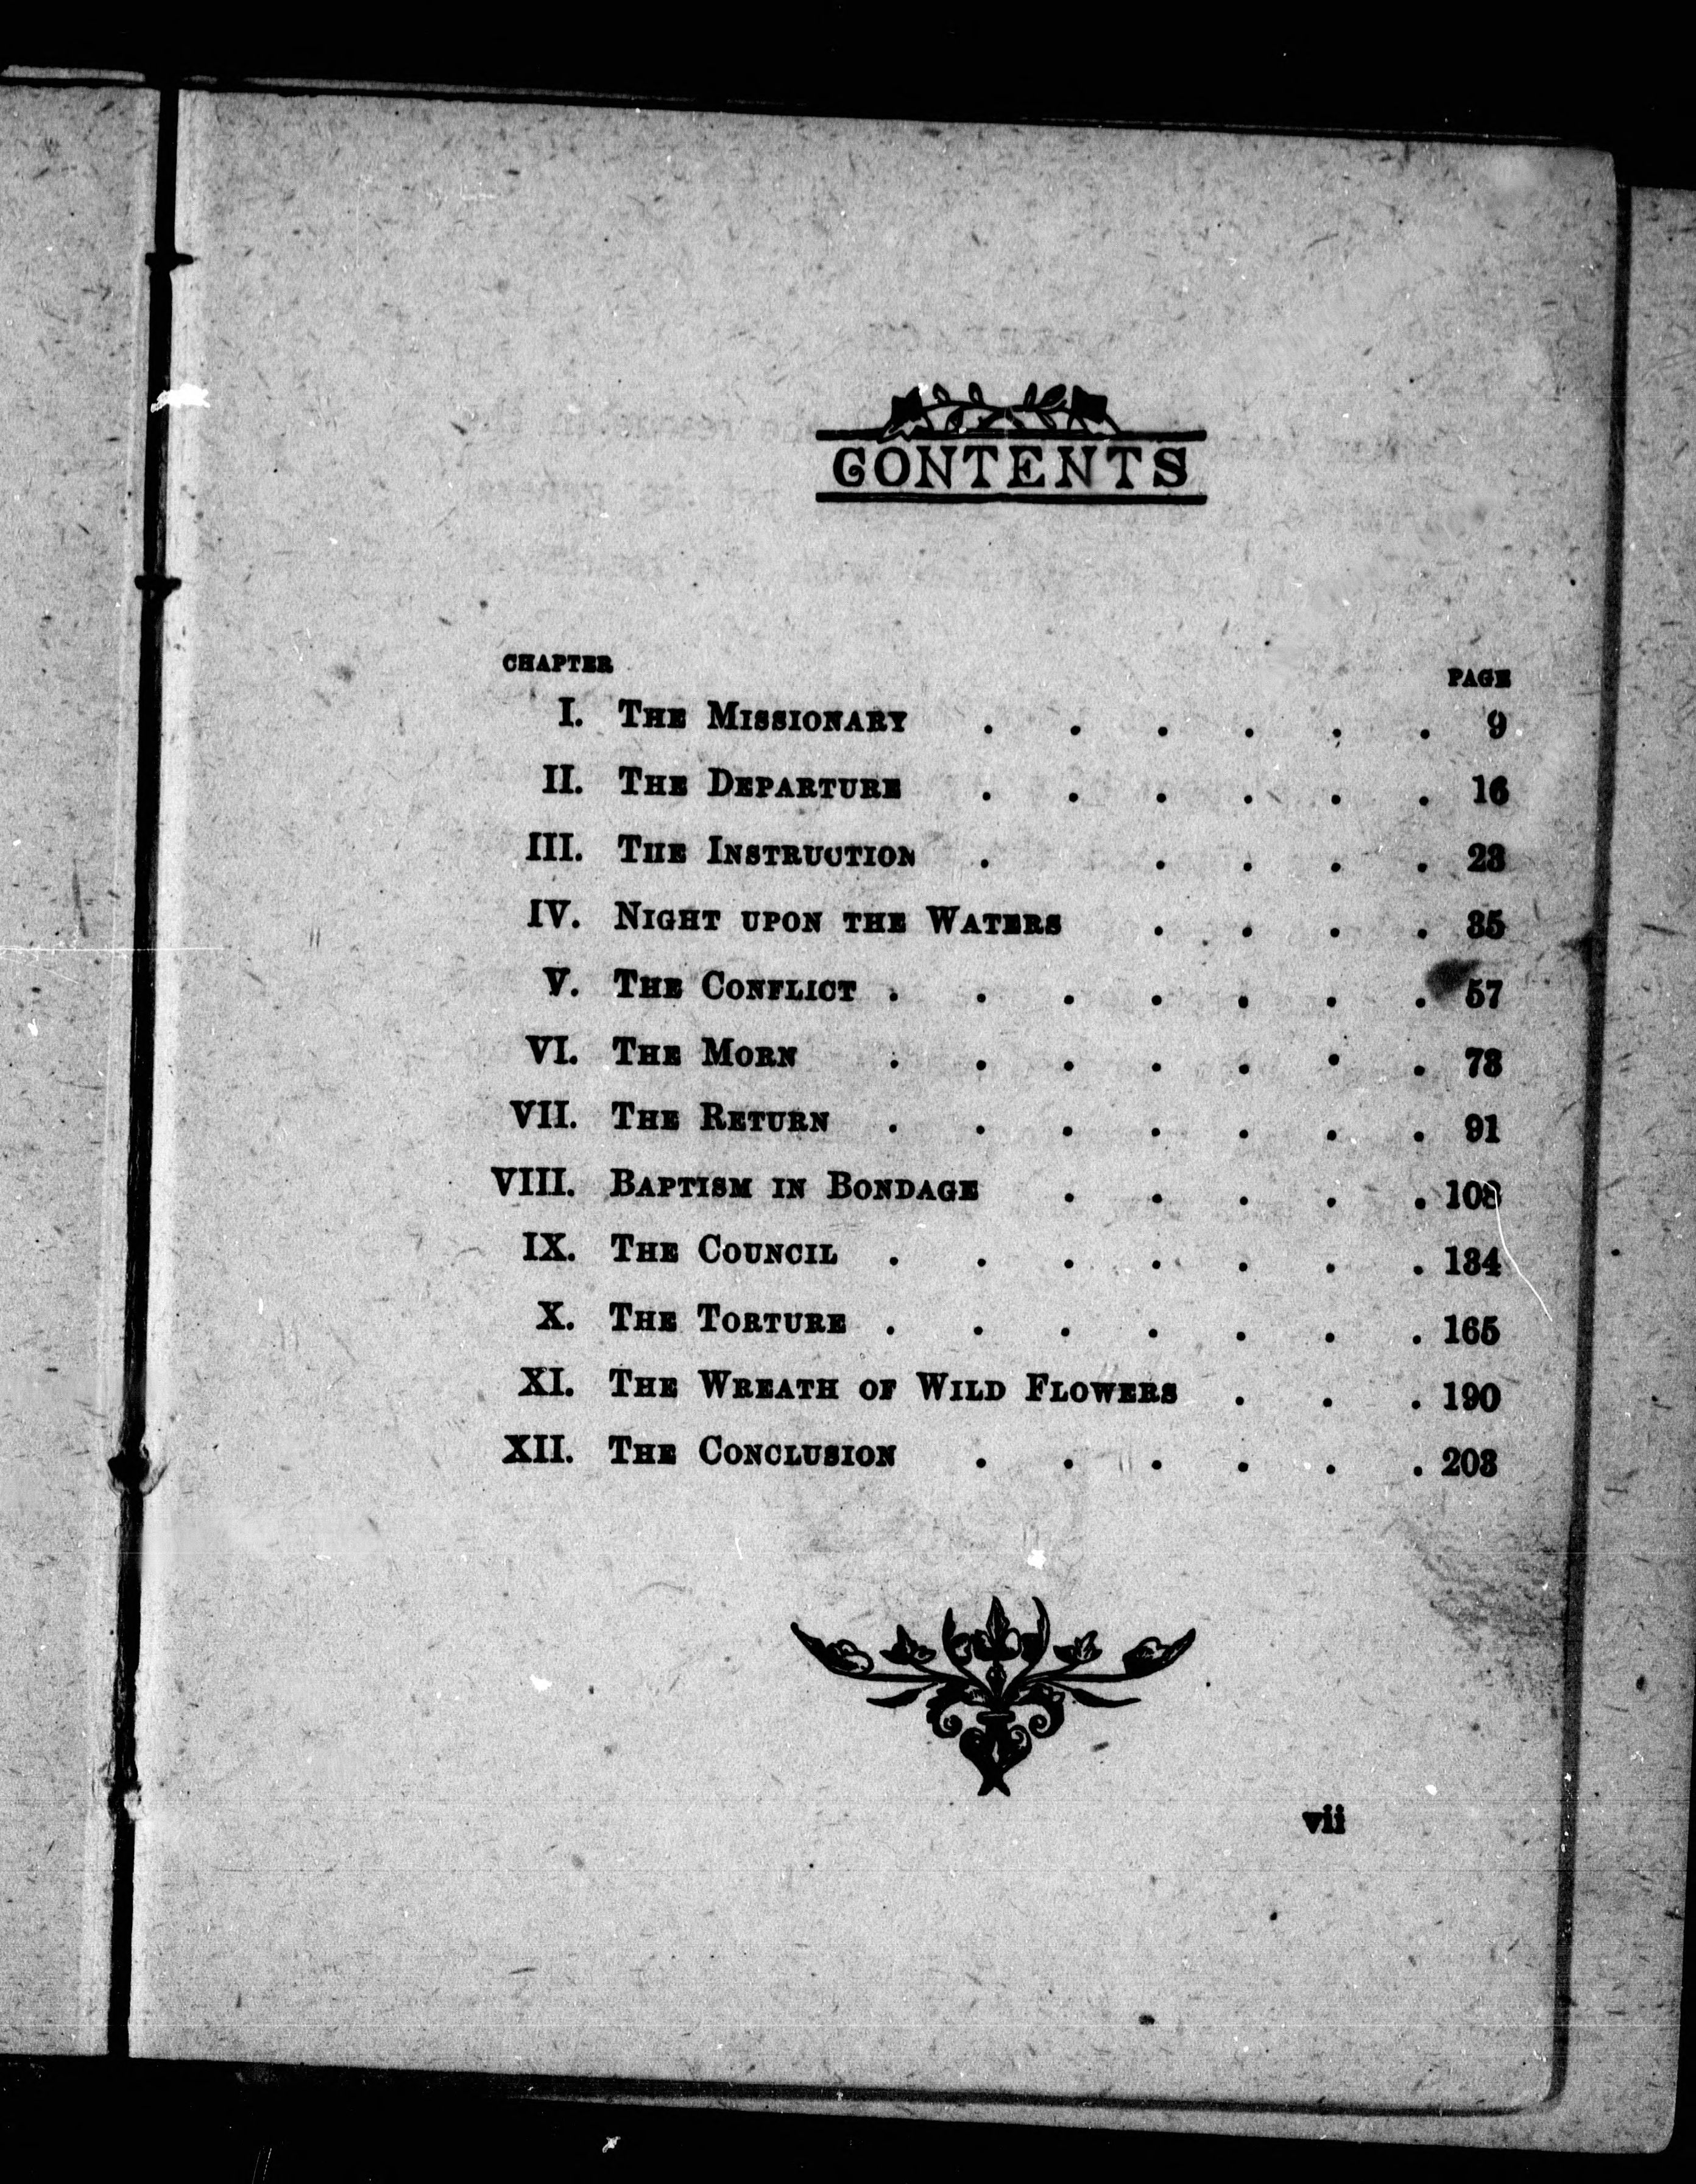 CONTENTS
CHAPTER PAGE
I. THE MISSIONARY . . . . . . 9
II. THE DEPARTURE . . . . . . 16
III. THE INSTRUCTION . . . . . 23
IV. NIGHT UPON THE WATERS . . . . 35
V. THE CONFLICT . . . . . . . 57
VI. THE MORN . . . . . . . 73
VII. THE RETURN . . . . . . . 91
VIII. BAPTISM IN BONDAGE . . . . . 108
IX. THE COUNCIL . . . . . . . 134
X. THE TORTURE . . . . . . . 165
XI. THE WREATH OF WILD FLOWERS . . . 190
XII. THE CONCLUSION . . . . . . 203
vii